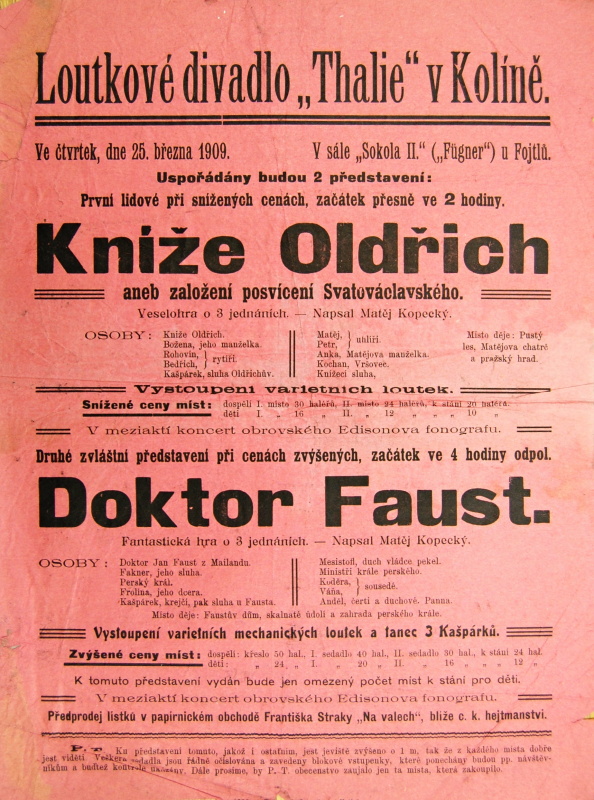 Loutkové divadlo „Thalie“ v Kolíně.
Ve čtvrtek, dne 25. března 1909. V sále „Sokola II.“ („Fügner“) u Fojtlů.
Uspořádány budou 2 představení:
První lidové při snížených cenách, začátek přesně ve 2 hodiny.
Kníže Oldřich
aneb založení posvícení Svatováclavského.
Veselohra o 3 jednáních. — Napsal Matěj Kopecký.
OSOBY: Kníže Oldřich.
Božena, jeho manželka.
Rohovin, } rytíři.
Bedřich,
Kašpárek, sluha Oldřichův.
Matěj, } uhlíři.
Petr,
Anka, Matějova manželka.
Kochan, Vršovec.
Knížecí sluha,
Místo děje: Pustý
les, Matějova chatrč
a pražský hrad.
Vystoupení varietních loutek.
Snížené ceny míst: dospělí I. místo 30 haléřů, II. místo 24 haléřů, k stání 20 haléřů.
děti I. „ 16 „ II. „ 12 „ „ 10 „
V meziaktí koncert obrovského Edisonova fonografu.
Druhé zvláštní představení při cenách zvýšených, začátek ve 4 hodiny odpol.
Doktor Faust.
Fantastická hra o 3 jednáních. — Napsal Matěj Kopecký.
OSOBY: Doktor Jan Faust z Mailandu.
Fakner, jeho sluha.
Perský král.
Frolina, jeho dcera.
Kašpárek, krejčí, pak sluha u Fausta.
Mesistofl, duch vládce pekel.
Ministři krále perského.
Koděra, } sousedé.
Váňa,
Anděl, čerti a duchové. Panna.
Místo děje: Faustův dům, skalnaté údolí a zahrada perského krále.
Vystoupení varietních mechanických loutek a tanec 3 Kašpárků.
Zvýšené ceny míst: dospělí: křeslo 50 hal., I. sedadlo 40 hal., II. sedadlo 30 hal., k stání 24 hal.
děti: „ 24 „ I. „ 20 „ II. „ 16 „ „ 12 „
K tomuto představení vydán bude jen omezený počet míst k stání pro děti.
V meziaktí koncert obrovského Edisonova fonografu.
Předprodej lístků v papírnickém obchodě Františka Straky „Na valech“, blíže c. k. hejtmanství.
P. T. Ku představení tomuto, jakož i ostatním, jest jeviště zvýšeno o 1 m, tak že z každého místa dobře
jest viděti. Veškera sedadla jsou řádně očíslována a zavedeny blokové vstupenky, které ponechány buďtež pp. návštěv-
níkům a buďtež kontrole ukázány. Dále prosíme, by P. T. obecenstvo zaujalo jen ta místa, která zakoupilo.